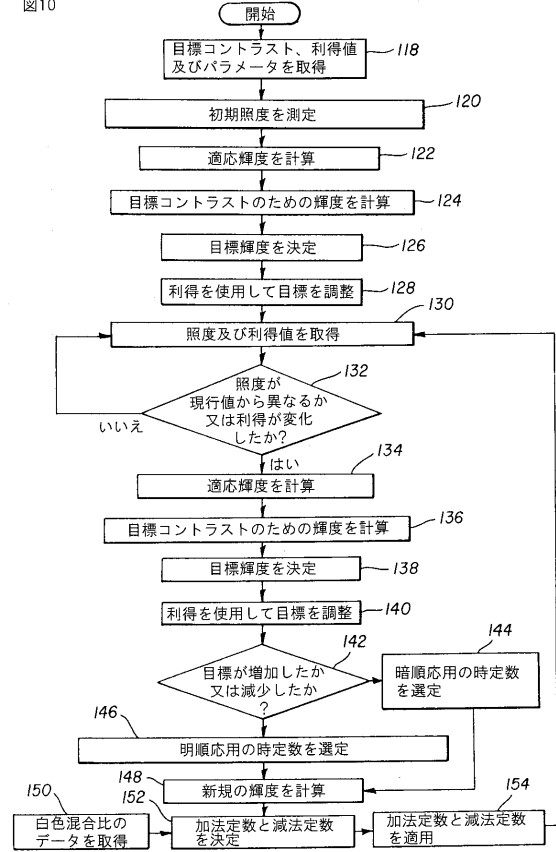 図10
開始
目標コントラスト、利得値
及びパラメータを取得
118
初期照度を測定
120
適応輝度を計算
122
目標コントラストのための輝度を計算
124
目標輝度を決定
126
利得を使用して目標を調整
128
照度及び利得値を取得
130
照度が
現行値から異なるか
又は利得が変化
したか?
132
いいえ
はい
適応輝度を計算
134
目標コントラストのための輝度を計算
136
目標輝度を決定
138
利得を使用して目標を調整
140
目標が増加したか
又は減少したか
?
142
暗順応用の時定数
を選定
144
明順応用の時定数を選定
146
新規の輝度を計算
148
白色混合比の
データを取得
150
加法定数と減法定数
を決定
152
加法定数と減法定数
を適用
154